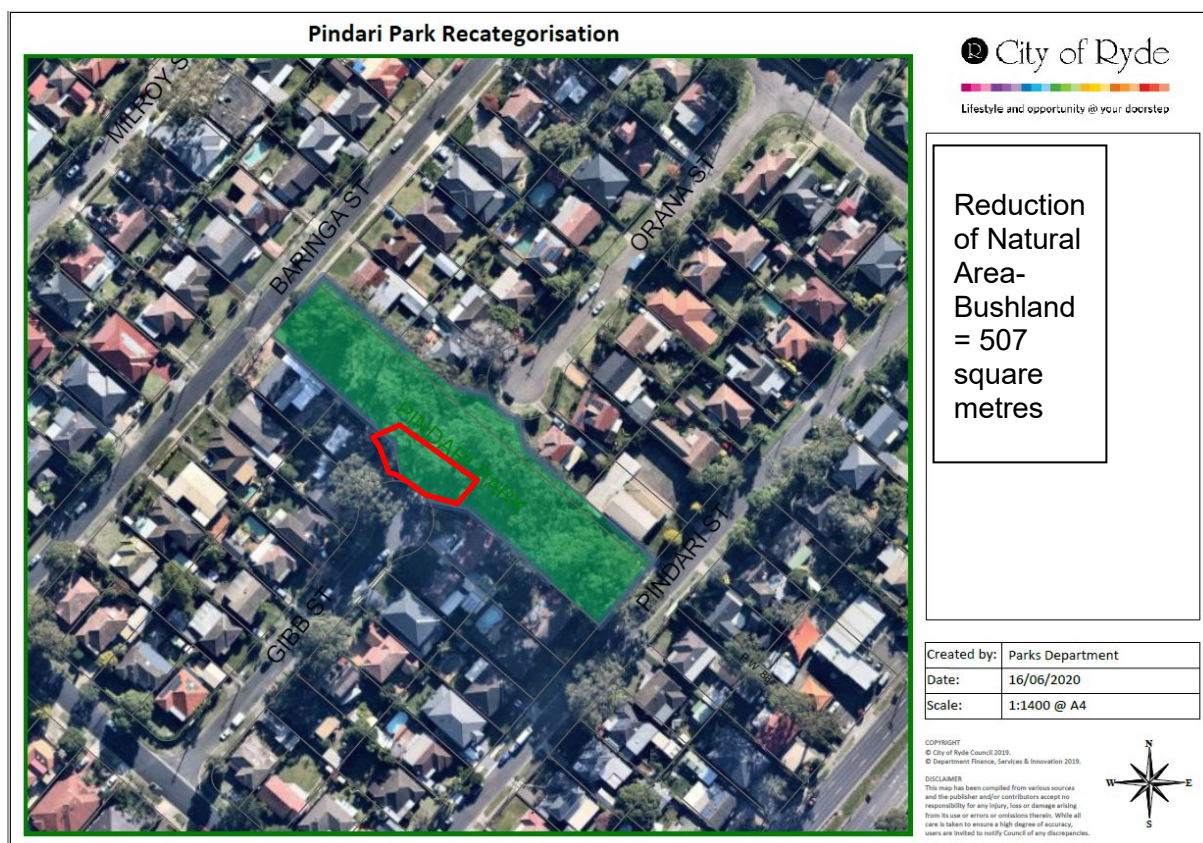 Pindari Park Recategorisation
R City of Ryde
Lifestyle and opportunity @ your doorstep
MILROY S
BARINGA ST
ORANA ST
PINDARI PARK
PINDARI ST
GIBB ST
Reduction
of Natural
Area-
Bushland
= 507
square
metres
Created by: Parks Department
Date: 16/06/2020
Scale: 1:1400 @ A4
COPYRIGHT
© City of Ryde Council 2019.
© Department Finance, Services & Innovation 2019.
DISCLAIMER
This map has been compiled from various sources
and the publisher and/or contributors accept no
responsibility for any injury, loss or damage arising
from its use or errors or omissions therein. While all
care is taken to ensure a high degree of accuracy,
users are invited to notify Council of any discrepancies.
N
W E
S